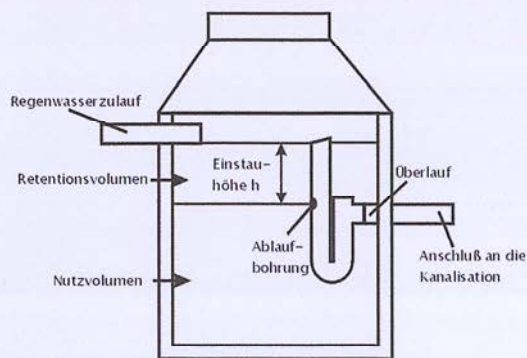 Regenwasserzulauf
Einstau-
höhe h
Retentionsvolumen
Überlauf
Ablauf-
bohrung
Anschluß an die
Kanalisation
Nutzvolumen